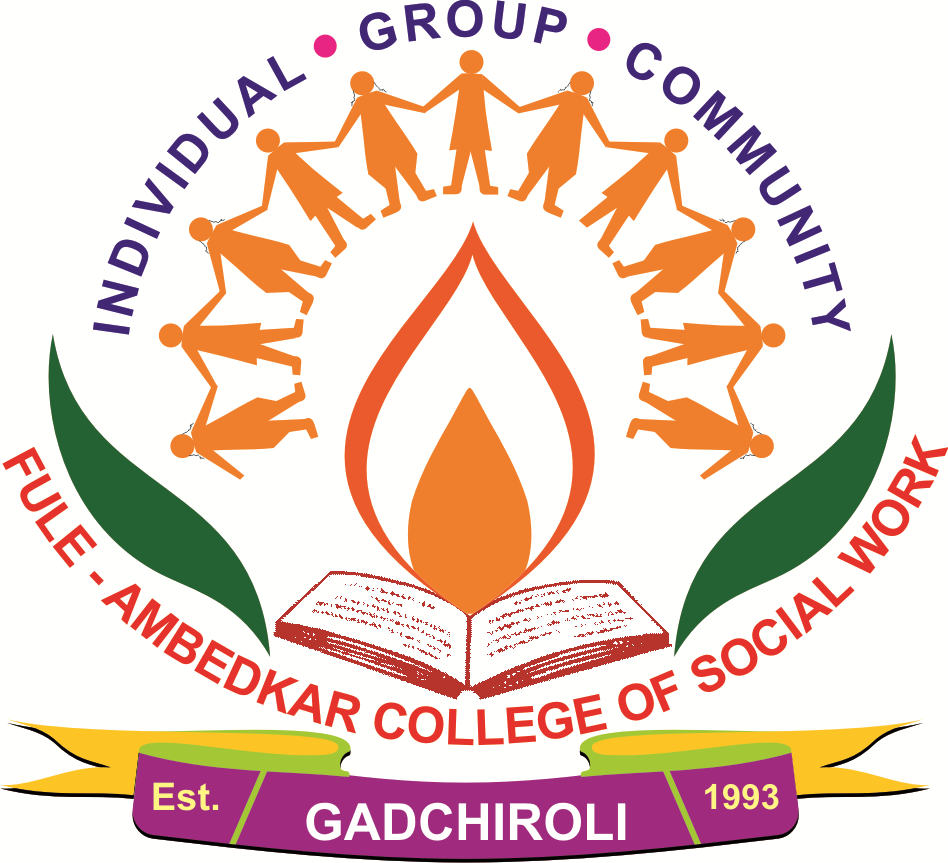 INDIVIDUAL • GROUP • COMMUNITY
FULE - AMBEDKAR COLLEGE OF SOCIAL WORK
Est. GADCHIROLI 1993